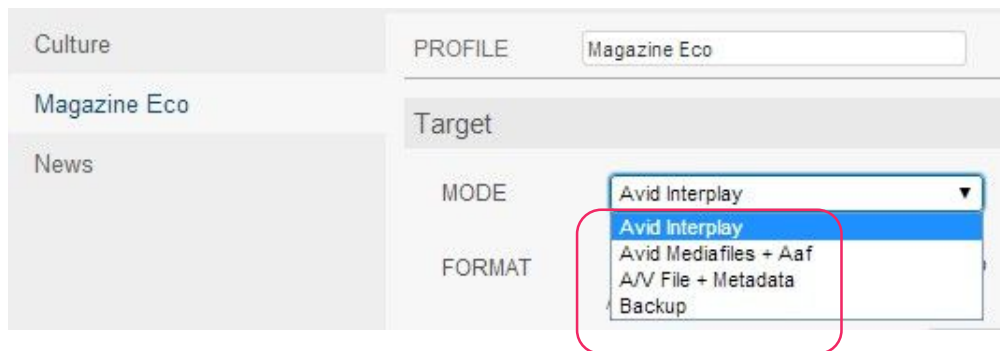 Culture
Magazine Eco
News
PROFILE Magazine Eco
Target
MODE Avid Interplay
Avid Interplay
Avid Mediafiles + Aaf
A/V File + Metadata
Backup
FORMAT